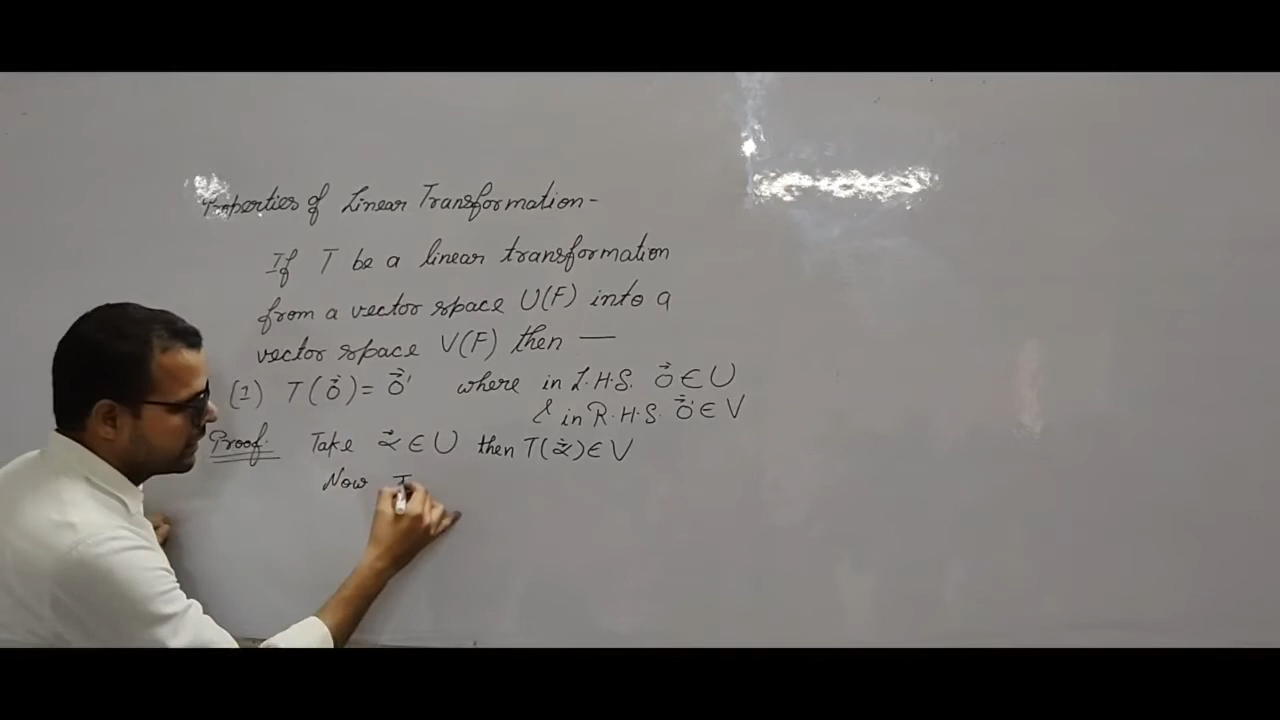 Properties of Linear Transformation-
If T be a linear transformation
from a vector space U(F) into a
vector space V(F) then —
(1) T(0⃗) = 0⃗' where in L.H.S. 0⃗ ∈ U
& in R.H.S. 0⃗' ∈ V
Proof: Take α⃗ ∈ U then T(α⃗) ∈ V
Now T